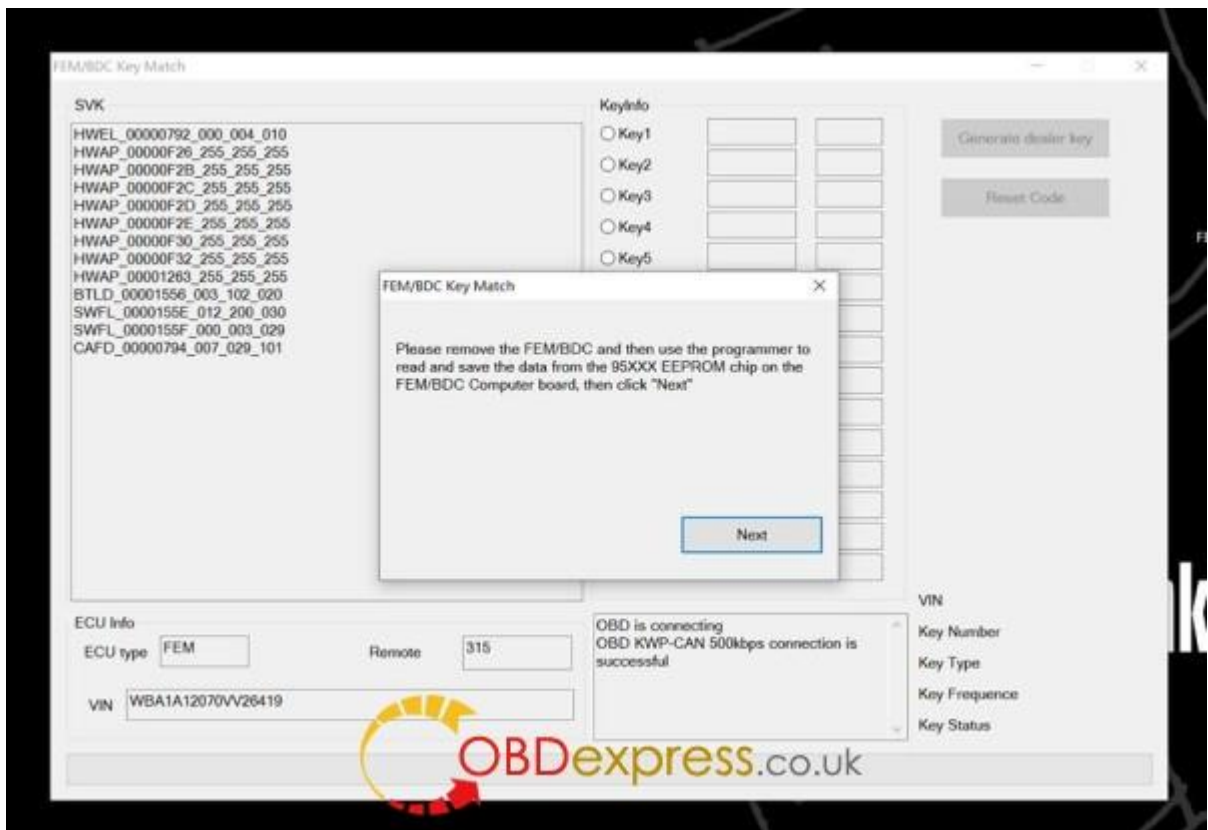 FEM/BDC Key Match
SVK
HWEL_00000792_000_004_010
HWAP_00000F26_255_255_255
HWAP_00000F2B_255_255_255
HWAP_00000F2C_255_255_255
HWAP_00000F2D_255_255_255
HWAP_00000F2E_255_255_255
HWAP_00000F30_255_255_255
HWAP_00000F32_255_255_255
HWAP_00001263_255_255_255
BTLD_00001556_003_102_020
SWFL_0000155E_012_200_030
SWFL_0000155F_000_003_029
CAFD_00000794_007_029_101
KeyInfo
Key1
Key2
Key3
Key4
Key5
Generate dealer key
Reset Code
FEM/BDC Key Match
Please remove the FEM/BDC and then use the programmer to
read and save the data from the 95XXX EEPROM chip on the
FEM/BDC Computer board, then click "Next"
Next
ECU Info
ECU type FEM Remote 315
VIN WBA1A12070VV26419
OBD is connecting
OBD KWP-CAN 500kbps connection is
successful
VIN
Key Number
Key Type
Key Frequence
Key Status
OBDexpress.co.uk